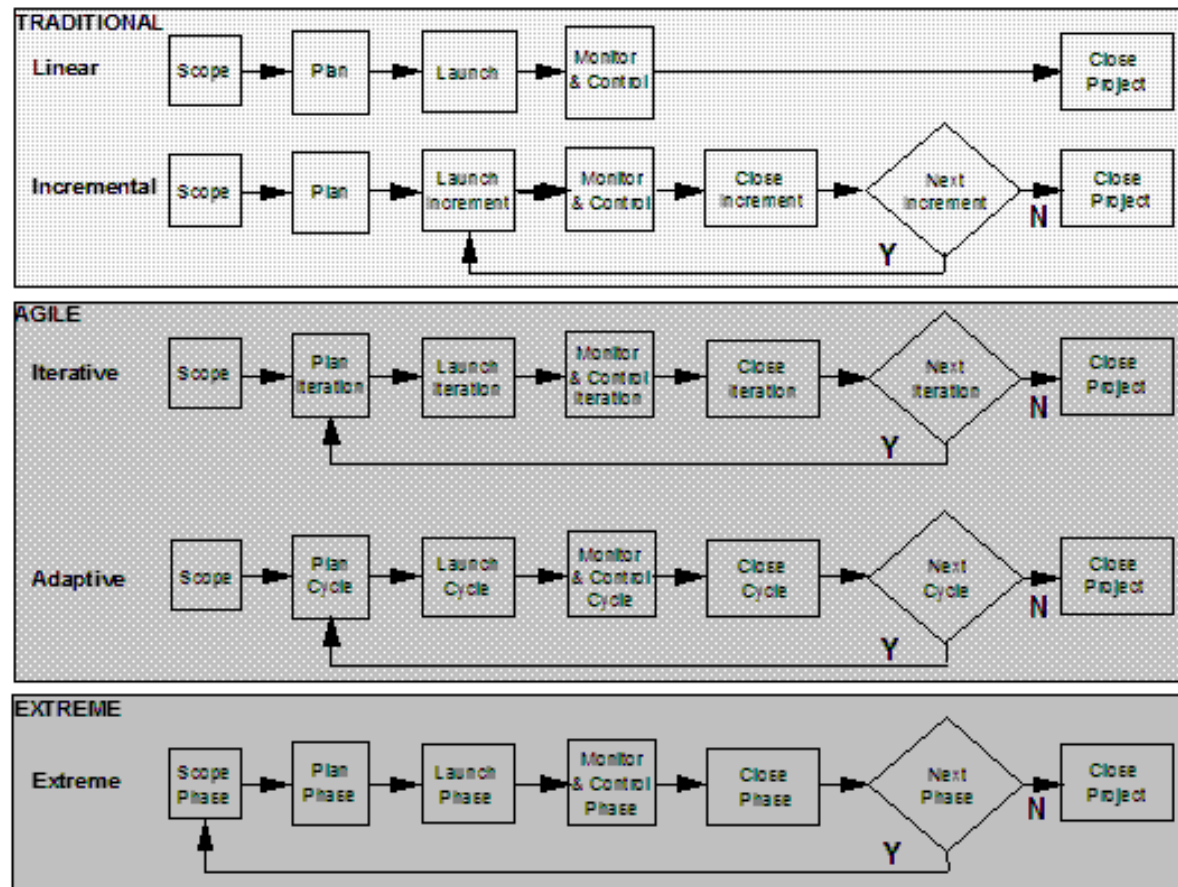 TRADITIONAL
Linear
Scope
Plan
Launch
Monitor
& Control
Close
Project
Incremental
Scope
Plan
Launch
Increment
Monitor
& Control
Close
Increment
Next
Increment
N
Close
Project
Y
AGILE
Iterative
Scope
Plan
Iteration
Launch
Iteration
Monitor
& Control
Iteration
Close
Iteration
Next
Iteration
N
Close
Project
Y
Adaptive
Scope
Plan
Cycle
Launch
Cycle
Monitor
& Control
Cycle
Close
Cycle
Next
Cycle
N
Close
Project
Y
EXTREME
Extreme
Scope
Phase
Plan
Phase
Launch
Phase
Monitor
& Control
Phase
Close
Phase
Next
Phase
N
Close
Project
Y